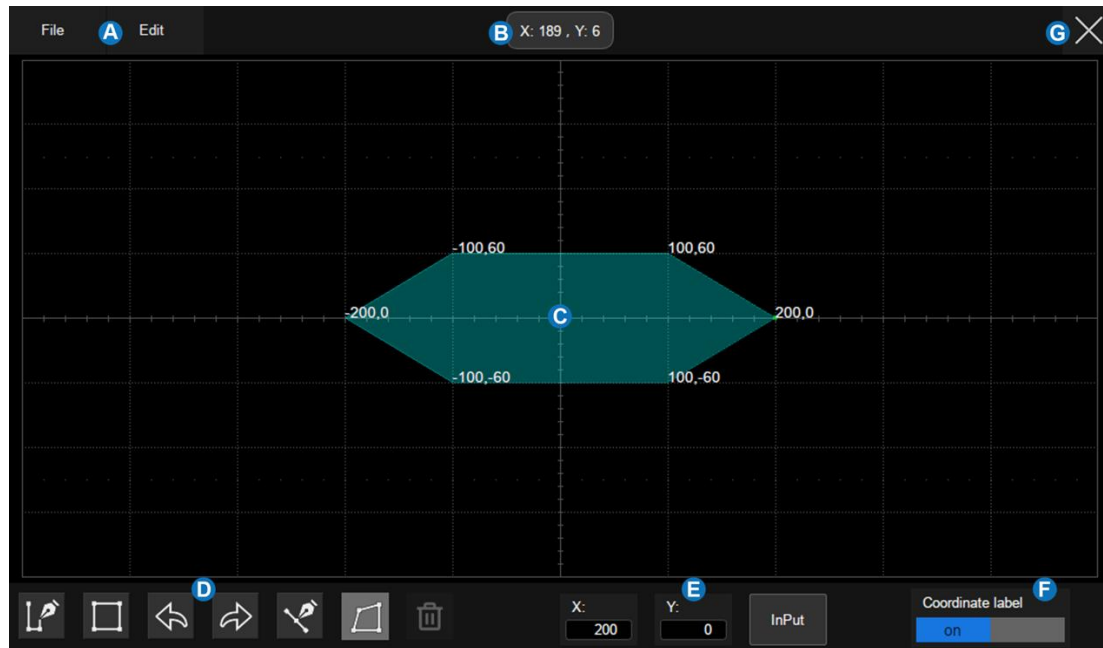 File A Edit B X: 189 , Y: 6 G
-100,60 100,60
-200,0 C 200,0
-100,-60 100,-60
D E F
X: Y: Coordinate label
200 0 InPut on